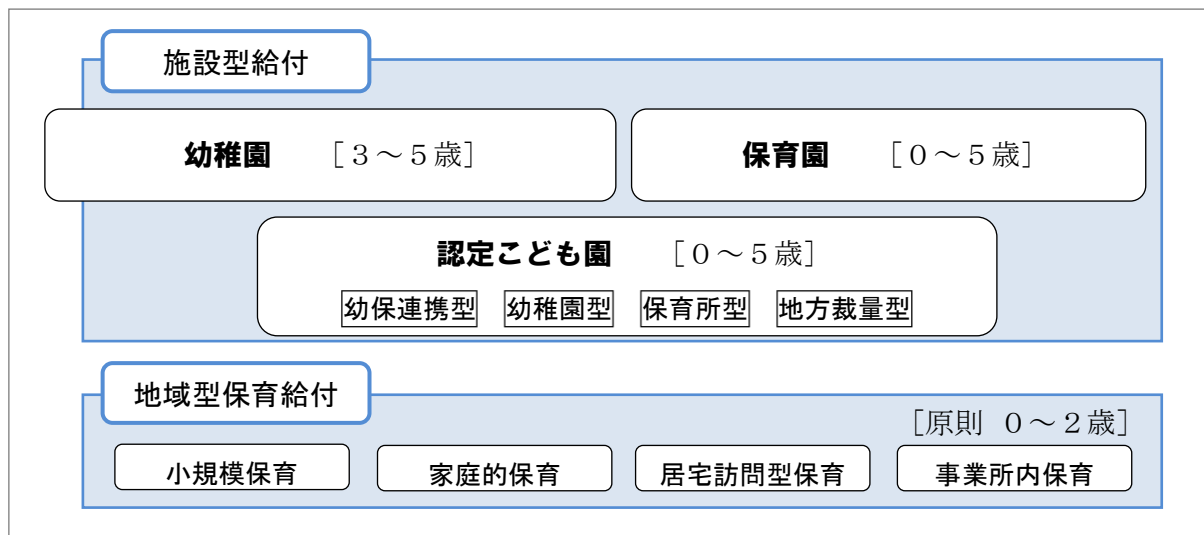 施設型給付
幼稚園 ［３～５歳］
保育園 ［０～５歳］
認定こども園 ［０～５歳］
幼保連携型 幼稚園型 保育所型 地方裁量型
地域型保育給付
［原則 ０～２歳］
小規模保育 家庭的保育 居宅訪問型保育 事業所内保育